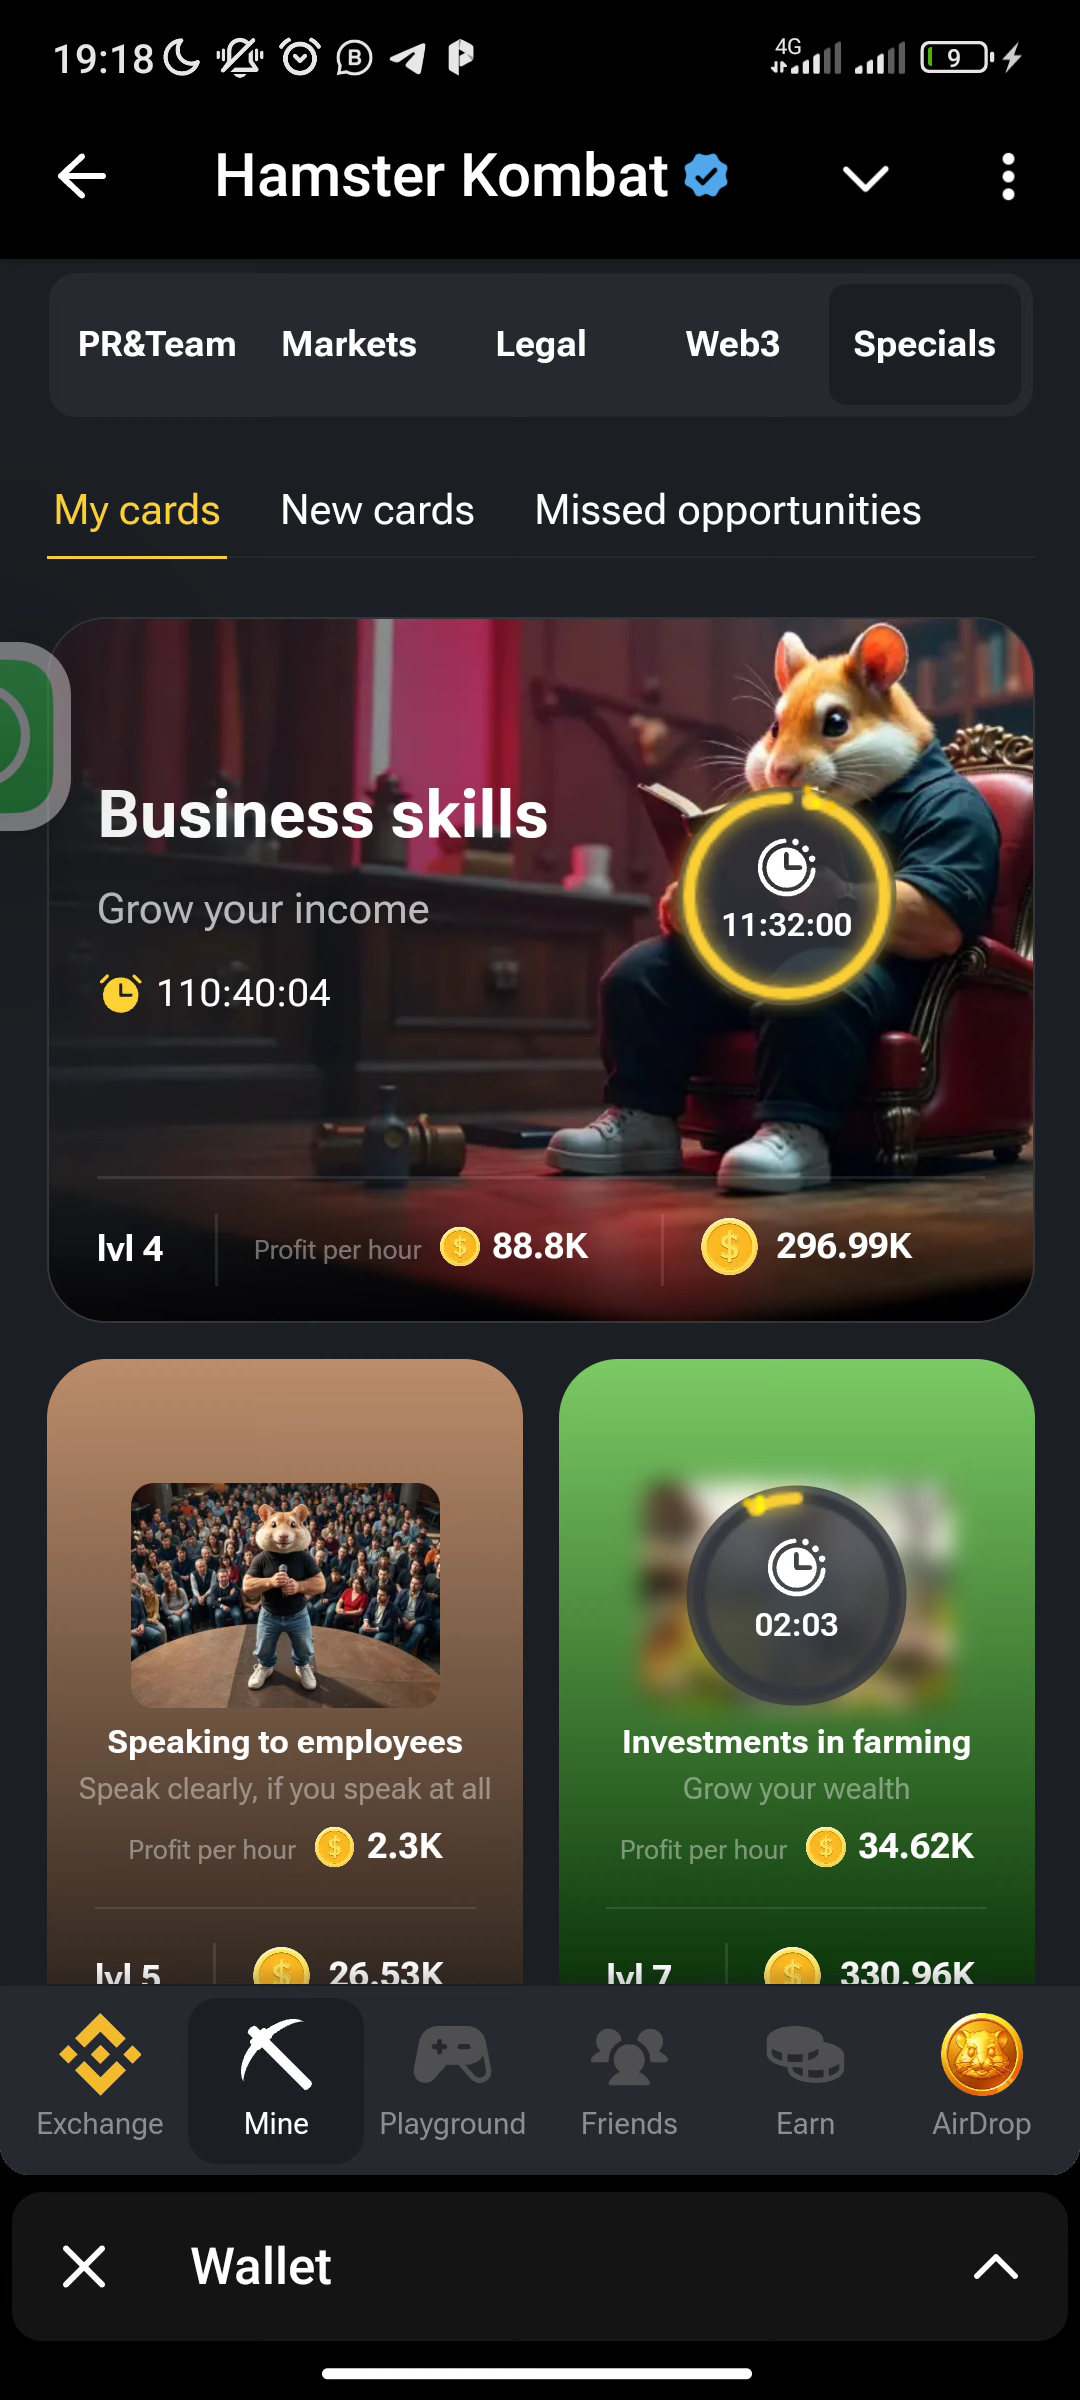 19:18
4G
9
Hamster Kombat
PR&Team Markets Legal Web3 Specials
My cards New cards Missed opportunities
Business skills
Grow your income
110:40:04
11:32:00
lvl 4 Profit per hour 88.8K 296.99K
Speaking to employees
Speak clearly, if you speak at all
Profit per hour 2.3K
lvl 5 26.53K
02:03
Investments in farming
Grow your wealth
Profit per hour 34.62K
lvl 7 330.96K
Exchange Mine Playground Friends Earn AirDrop
Wallet